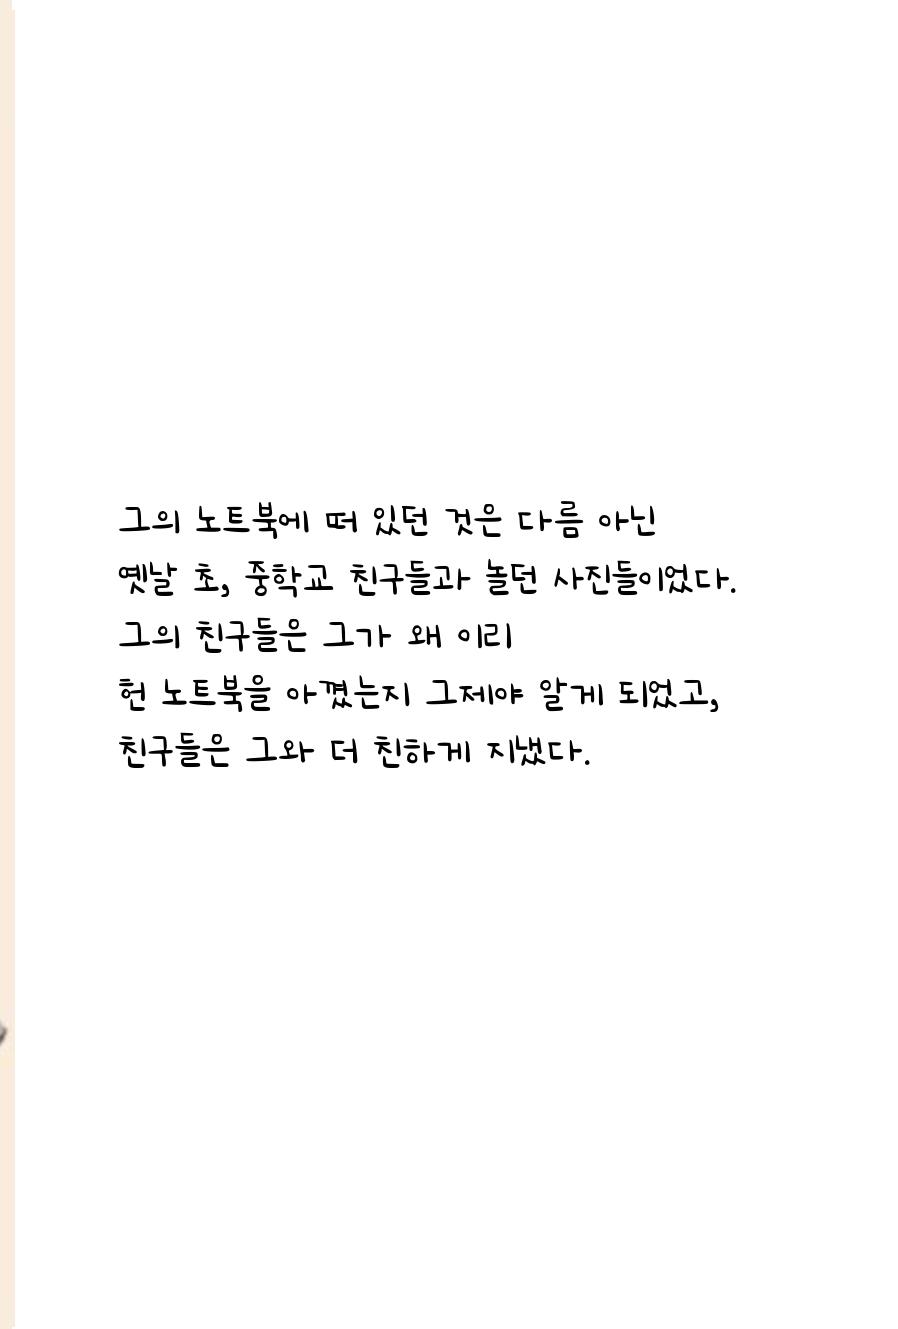 그의 노트북에 떠 있던 것은 다름 아닌
옛날 초, 중학교 친구들과 놀던 사진들이었다.
그의 친구들은 그가 왜 이리
헌 노트북을 아꼈는지 그제야 알게 되었고,
친구들은 그와 더 친하게 지냈다.